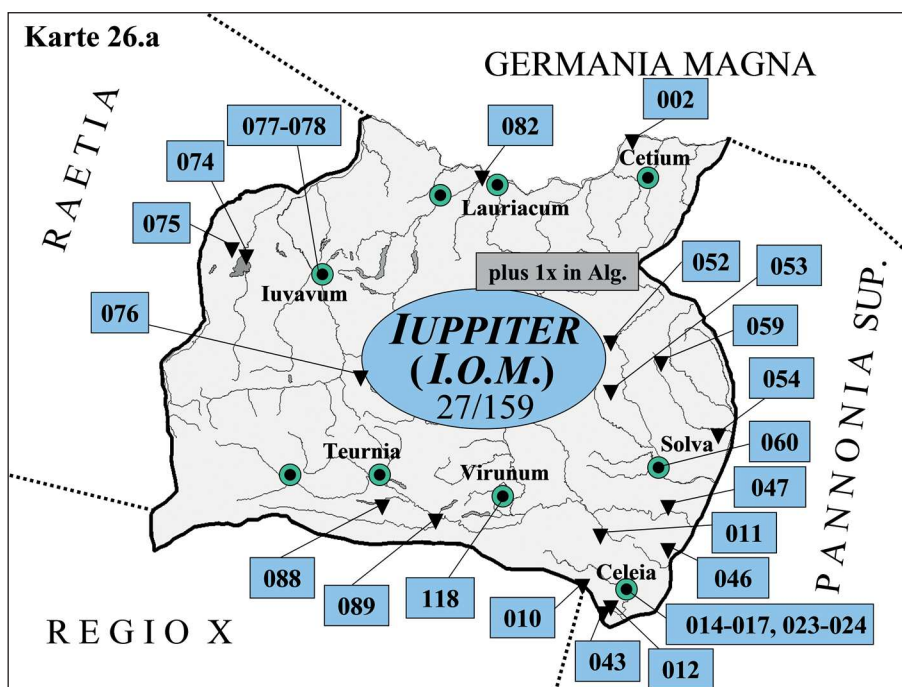 Karte 26.a
GERMANIA MAGNA
RAETIA
077-078
082
002
074
Cetium
Lauriacum
075
plus 1x in Alg.
052
053
Iuvavum
076
IUPPITER
(I.O.M.)
27/159
059
054
PANNONIA SUP.
Teurnia
Virunum
Solva
060
047
011
046
088
089
118
010
Celeia
REGIO X
014-017, 023-024
043
012